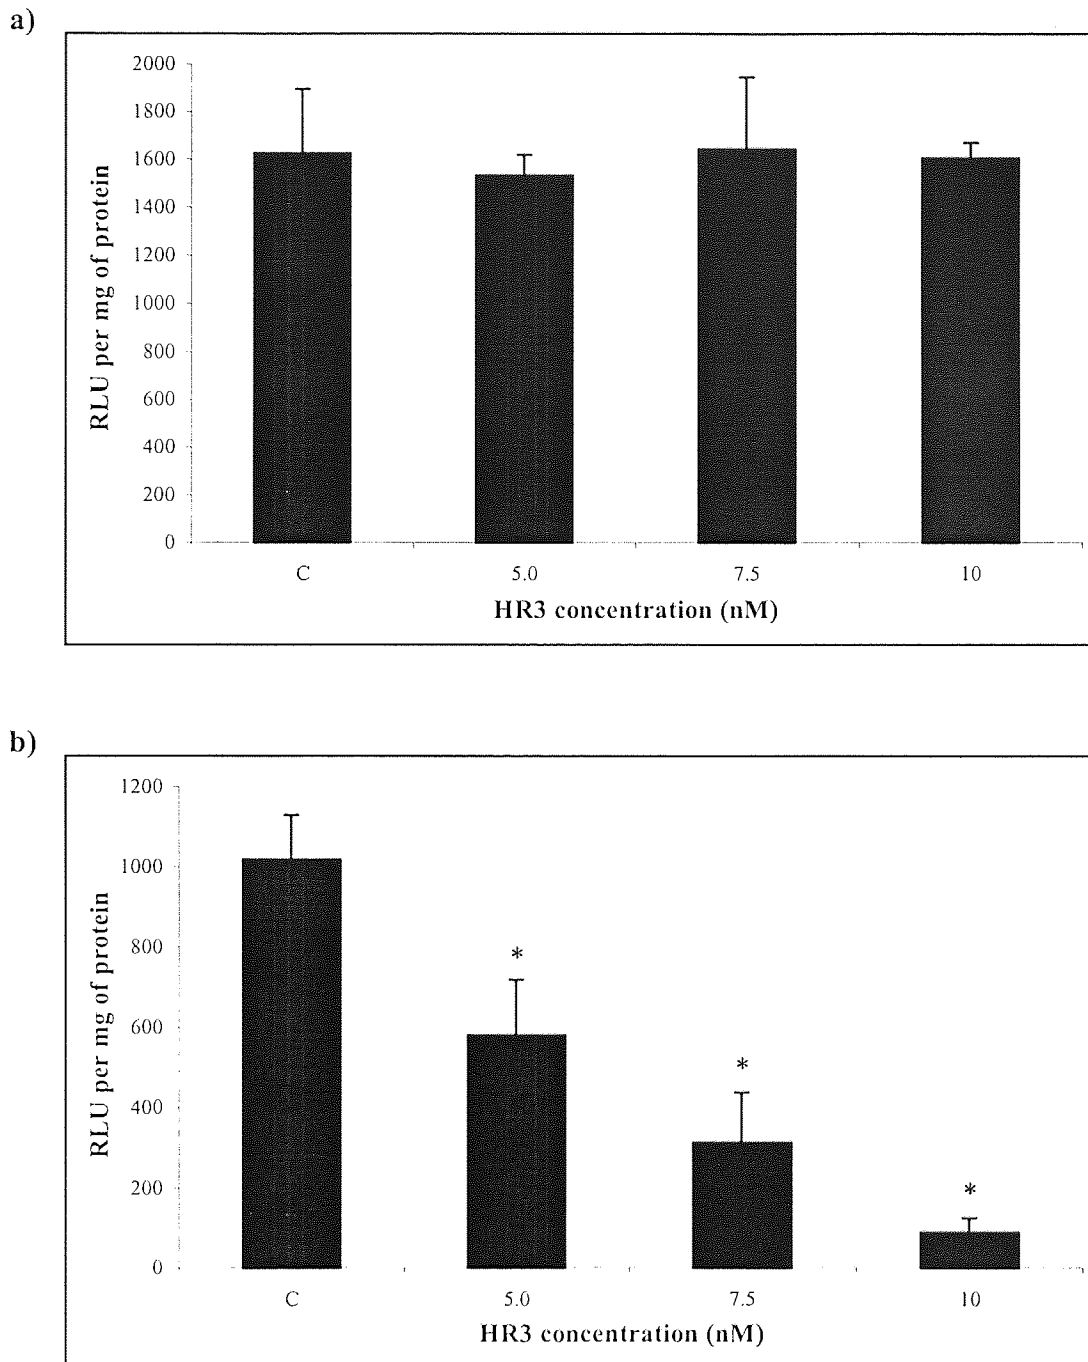 a)
2000
1800
1600
1400
1200
1000
800
600
400
200
0
RLU per mg of protein
C 5.0 7.5 10
HR3 concentration (nM)
b)
1200
1000
800
600
400
200
0
RLU per mg of protein
* * *
C 5.0 7.5 10
HR3 concentration (nM)